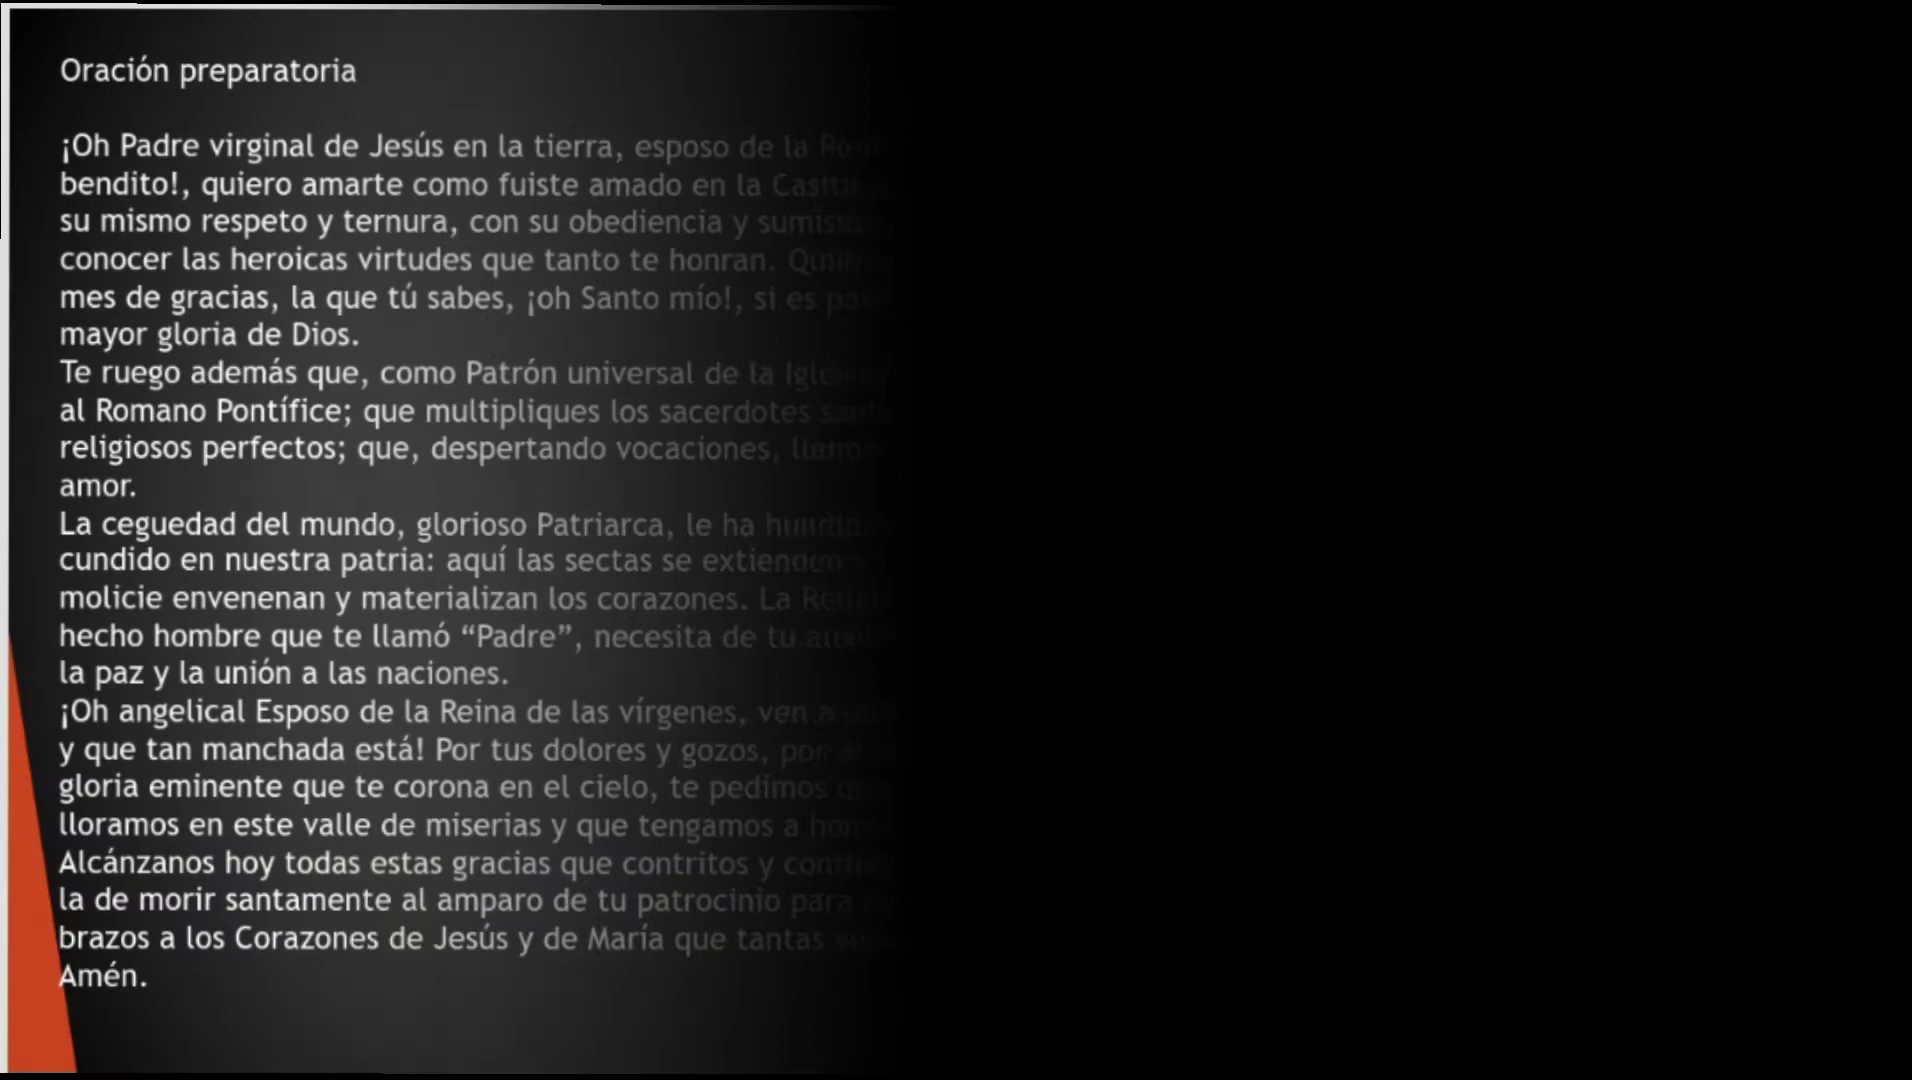 Oración preparatoria
¡Oh Padre virginal de Jesús en la tierra, esposo de la
bendito!, quiero amarte como fuiste amado en la
su mismo respeto y ternura, con su obediencia y
conocer las heroicas virtudes que tanto te honran.
mes de gracias, la que tú sabes, ¡oh Santo mío!, si es
mayor gloria de Dios.
Te ruego además que, como Patrón universal de la
al Romano Pontífice; que multipliques los sacerdotes
religiosos perfectos; que, despertando vocaciones,
amor.
La ceguedad del mundo, glorioso Patriarca, le ha
cundido en nuestra patria: aquí las sectas se extienden
molicie envenenan y materializan los corazones. La
hecho hombre que te llamó “Padre”, necesita de tu
la paz y la unión a las naciones.
¡Oh angelical Esposo de la Reina de las vírgenes, ven a
y que tan manchada está! Por tus dolores y gozos, por
gloria eminente que te corona en el cielo, te pedimos
lloramos en este valle de miserias y que tengamos a
Alcánzanos hoy todas estas gracias que contritos y
la de morir santamente al amparo de tu patrocinio para
brazos a los Corazones de Jesús y de María que tantas
Amén.